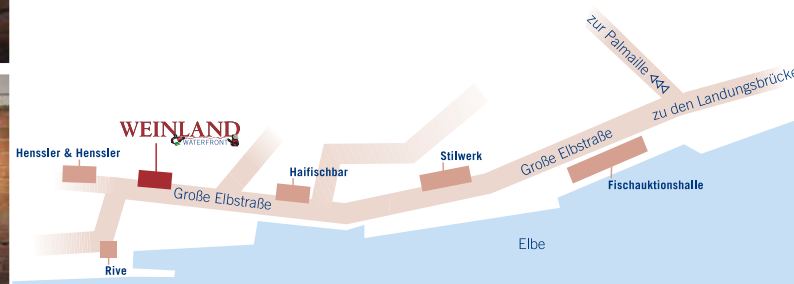 zur Palmaille
zu den Landungsbrücke
WEINLAND
WATERFRONT
Henssler & Henssler
Haifischbar
Stilwerk
Große Elbstraße
Große Elbstraße
Fischauktionshalle
Elbe
Rive